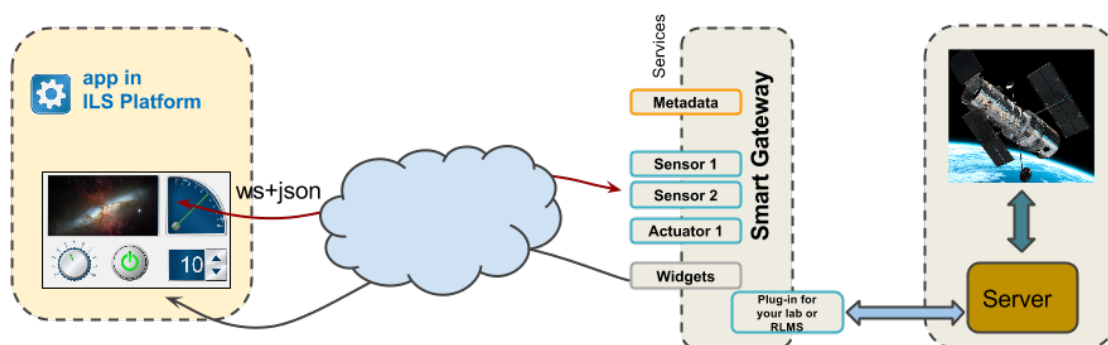 app in
ILS Platform
10
ws+json
Services
Metadata
Sensor 1
Sensor 2
Actuator 1
Widgets
Smart Gateway
Plug-in for
your lab or
RLMS
Server